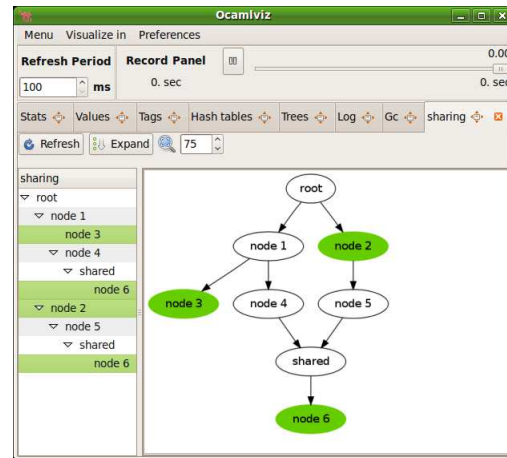 Ocamlviz
Menu Visualize in Preferences
Refresh Period Record Panel 0.00
100 ms 0. sec 0. sec
Stats Values Tags Hash tables Trees Log Gc sharing
Refresh Expand 75
sharing
root
node 1
node 3
node 4
shared
node 6
node 2
node 5
shared
node 6
root
node 1 node 2
node 3 node 4 node 5
shared
node 6